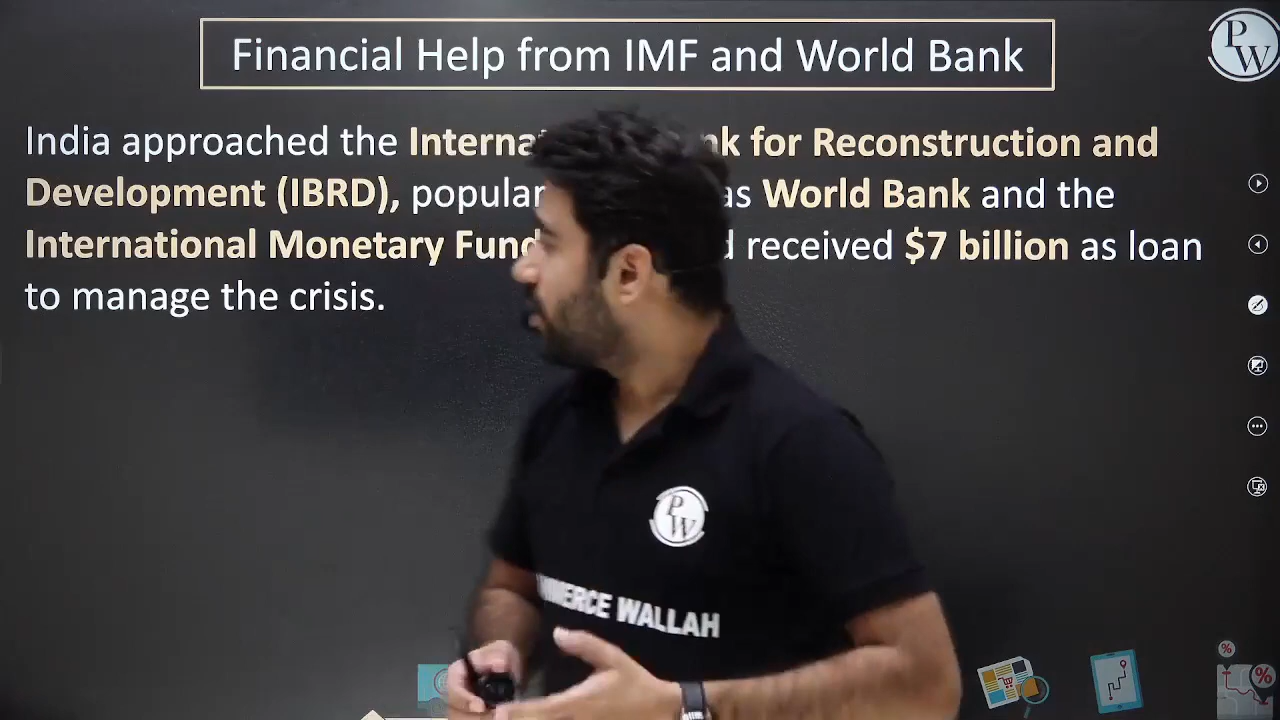 Financial Help from IMF and World Bank
PW
India approached the Interna nk for Reconstruction and
Development (IBRD), popular as World Bank and the
International Monetary Fund d received $7 billion as loan
to manage the crisis.
PW
MERCE WALLAH
%
%